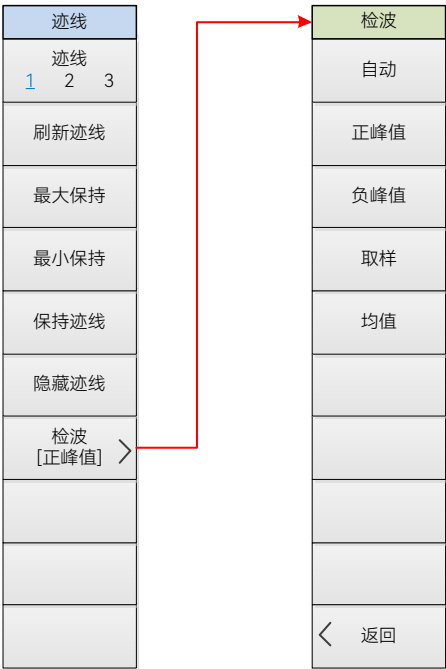 迹线
迹线
1 2 3
刷新迹线
最大保持
最小保持
保持迹线
隐藏迹线
检波
[正峰值]
检波
自动
正峰值
负峰值
取样
均值
返回